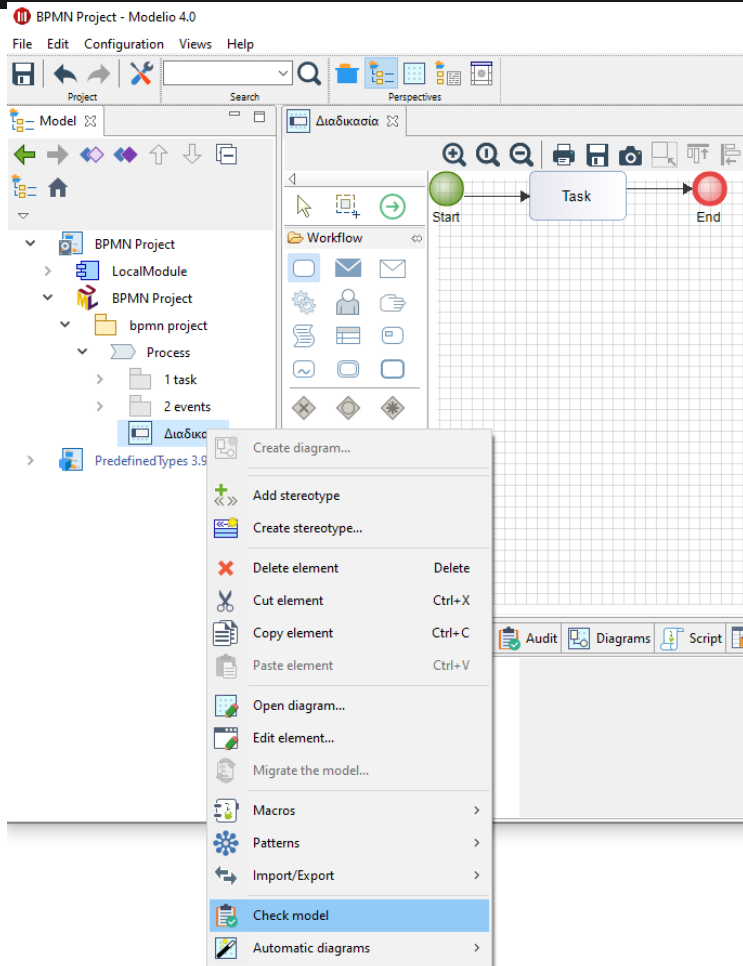 BPMN Project - Modelio 4.0
File Edit Configuration Views Help
Project Search Perspectives
Model
Διαδικασία
Start
Task
End
Workflow
BPMN Project
LocalModule
BPMN Project
bpmn project
Process
1 task
2 events
PredefinedTypes
Create diagram...
Add stereotype
Create stereotype...
Delete element Delete
Cut element Ctrl+X
Copy element Ctrl+C
Paste element Ctrl+V
Open diagram...
Edit element...
Migrate the model...
Macros
Patterns
Import/Export
Check model
Automatic diagrams
Audit Diagrams Script